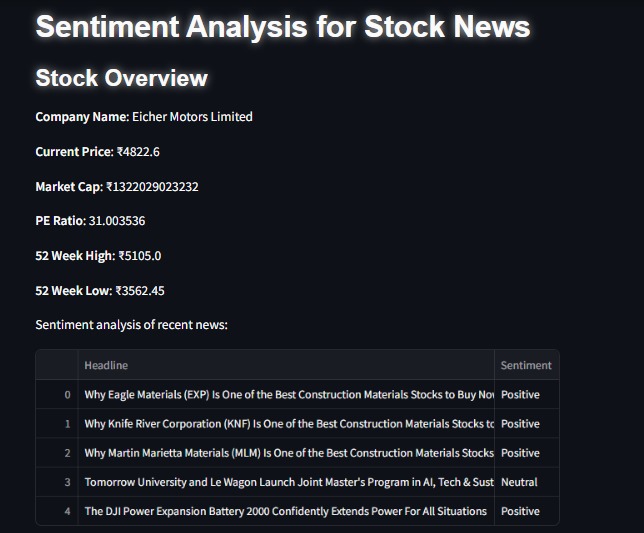 Sentiment Analysis for Stock News
Stock Overview
Company Name: Eicher Motors Limited
Current Price: ₹4822.6
Market Cap: ₹1322029023232
PE Ratio: 31.003536
52 Week High: ₹5105.0
52 Week Low: ₹3562.45
Sentiment analysis of recent news:
Headline Sentiment
0 Why Eagle Materials (EXP) Is One of the Best Construction Materials Stocks to Buy Nov Positive
1 Why Knife River Corporation (KNF) Is One of the Best Construction Materials Stocks to Positive
2 Why Martin Marietta Materials (MLM) Is One of the Best Construction Materials Stocks Positive
3 Tomorrow University and Le Wagon Launch Joint Master's Program in AI, Tech & Sust Neutral
4 The DJI Power Expansion Battery 2000 Confidently Extends Power For All Situations Positive